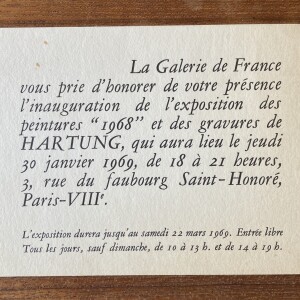 La Galerie de France
vous prie d'honorer de votre présence
l'inauguration de l'exposition des
peintures "1968" et des gravures de
HARTUNG, qui aura lieu le jeudi
30 janvier 1969, de 18 à 21 heures,
3, rue du faubourg Saint-Honoré,
Paris-VIIIᵉ.
L'exposition durera jusqu'au samedi 22 mars 1969. Entrée libre
Tous les jours, sauf dimanche, de 10 à 13 h. et de 14 à 19 h.